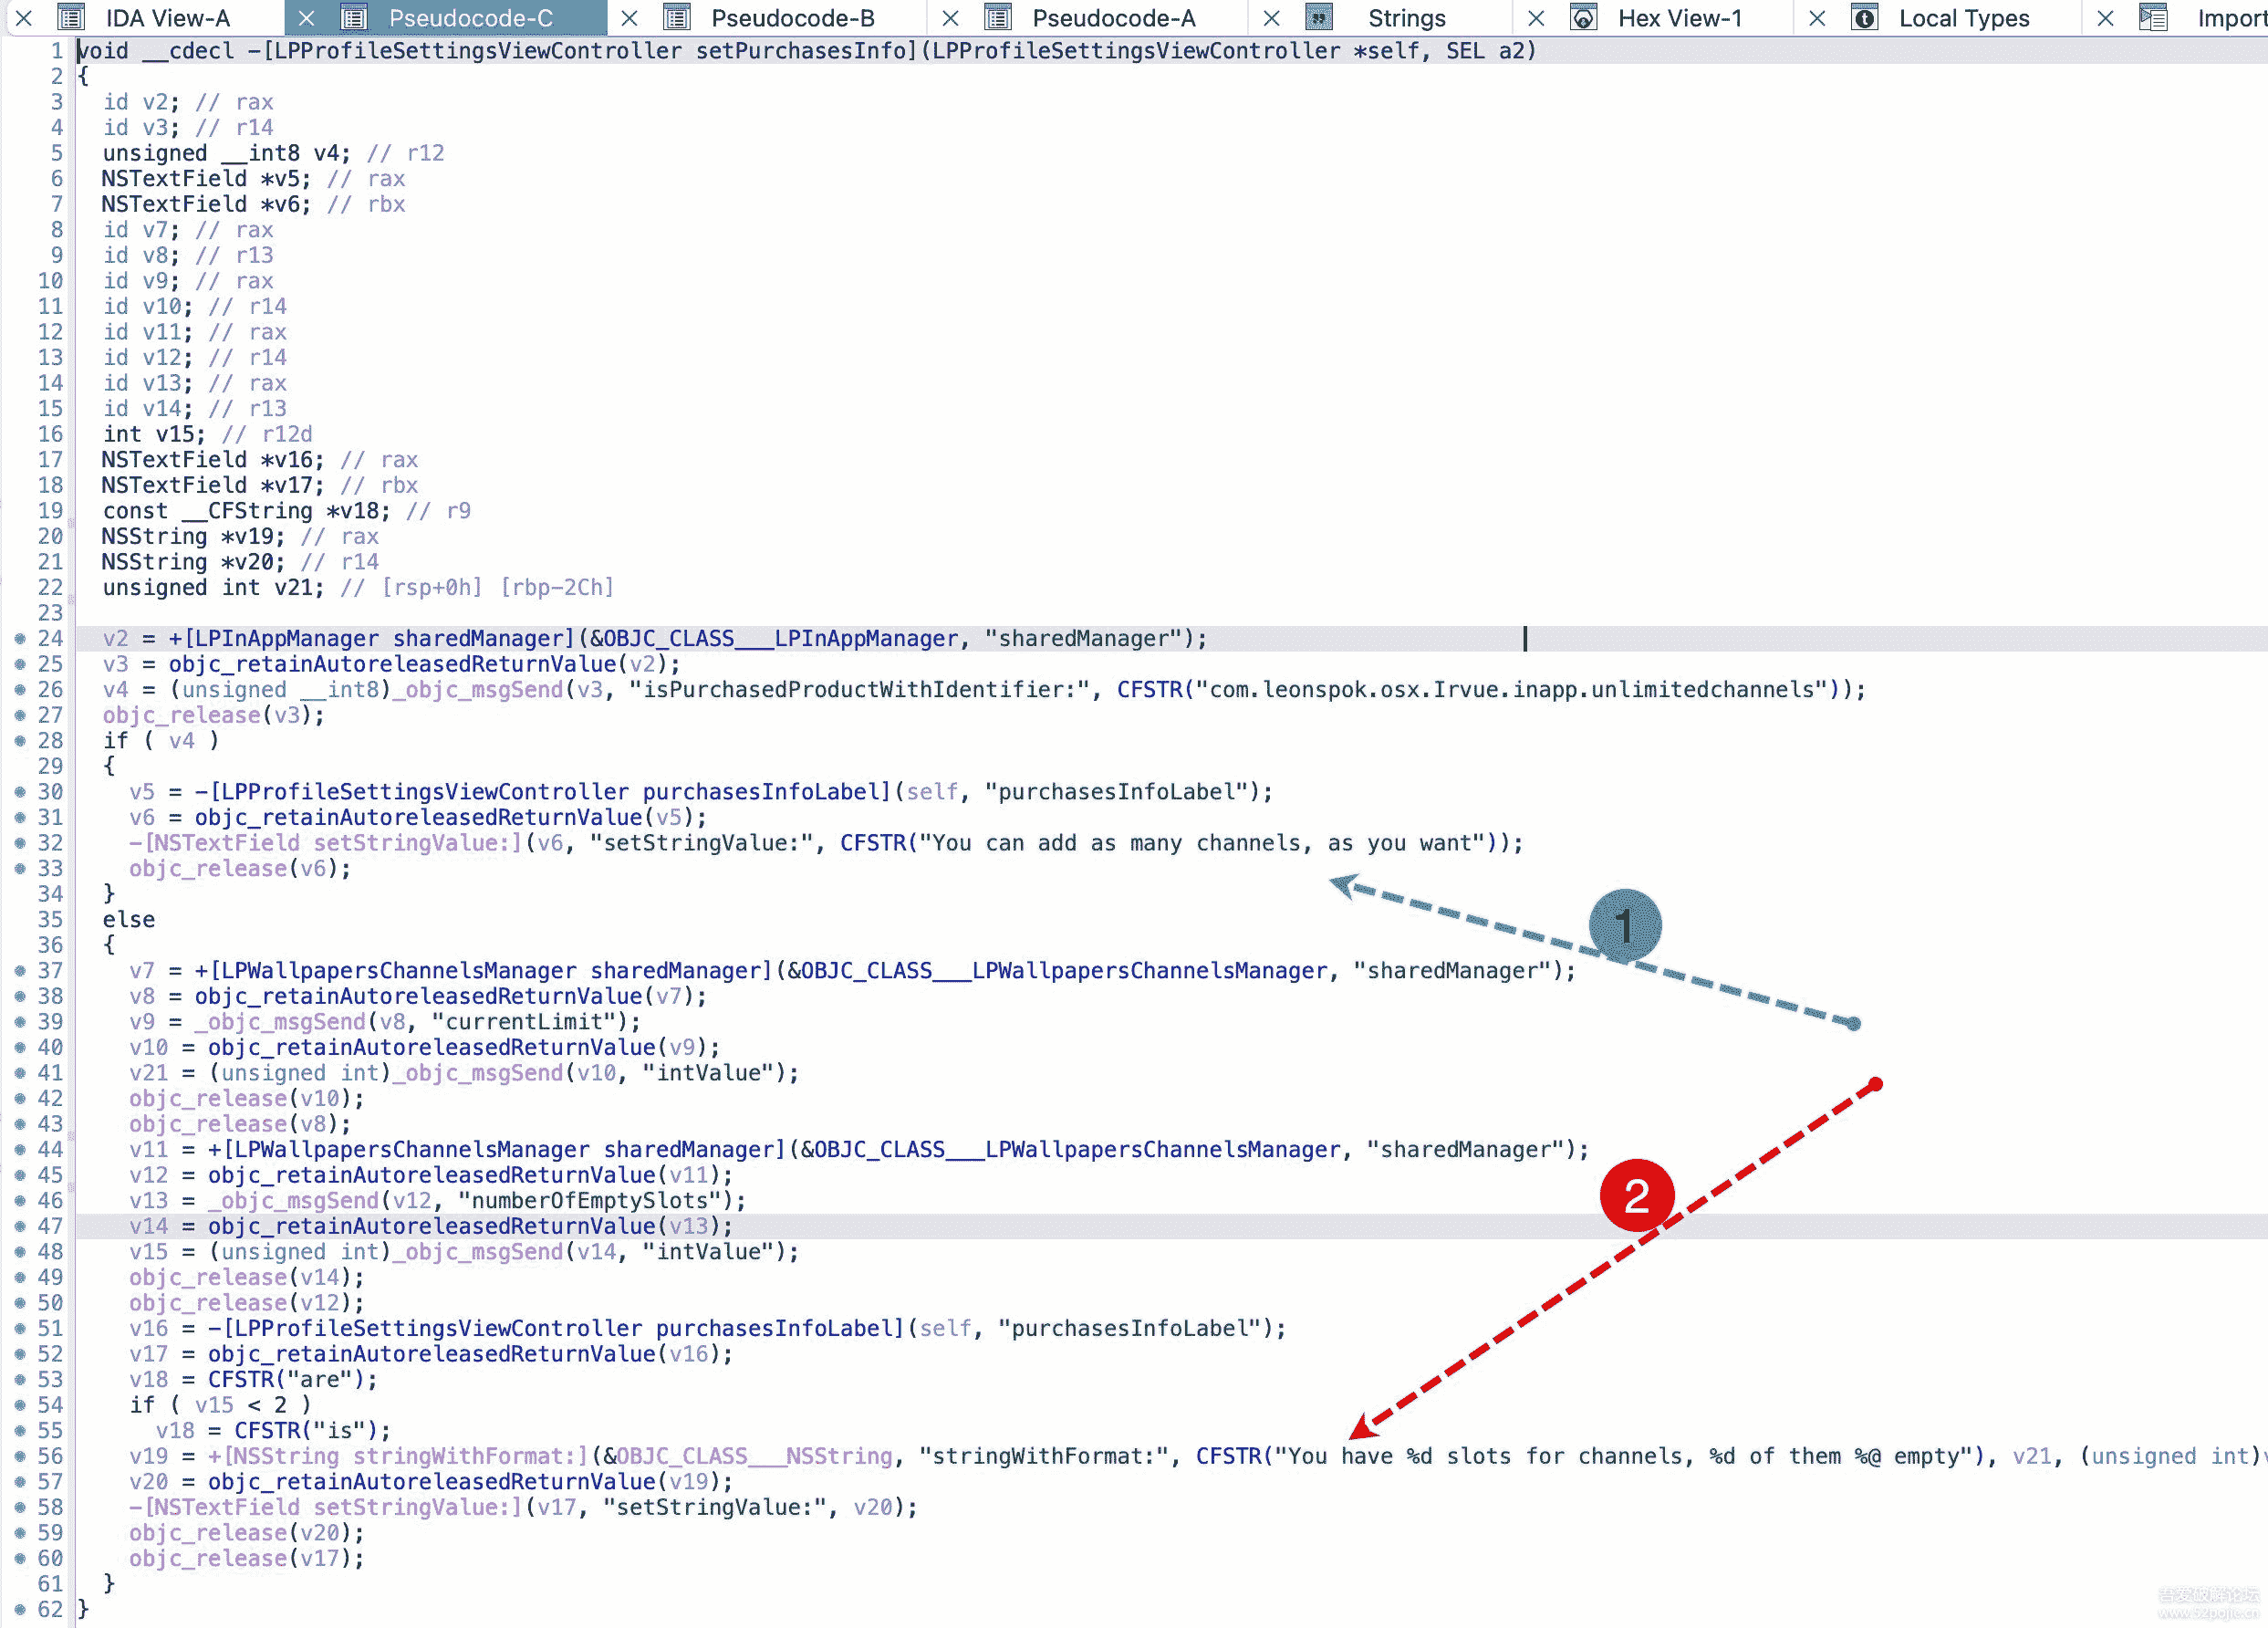 IDA View-A Pseudocode-C Pseudocode-B Pseudocode-A Strings Hex View-1 Local Types Import
1 void __cdecl -[LPProfileSettingsViewController setPurchasesInfo](LPProfileSettingsViewController *self, SEL a2)
2 {
3 id v2; // rax
4 id v3; // r14
5 unsigned __int8 v4; // r12
6 NSTextField *v5; // rax
7 NSTextField *v6; // rbx
8 id v7; // rax
9 id v8; // r13
10 id v9; // rax
11 id v10; // r14
12 id v11; // rax
13 id v12; // r14
14 id v13; // rax
15 id v14; // r13
16 int v15; // r12d
17 NSTextField *v16; // rax
18 NSTextField *v17; // rbx
19 const __CFString *v18; // r9
20 NSString *v19; // rax
21 NSString *v20; // r14
22 unsigned int v21; // [rsp+0h] [rbp-2Ch]
23
24 v2 = +[LPInAppManager sharedManager](&OBJC_CLASS___LPInAppManager, "sharedManager");
25 v3 = objc_retainAutoreleasedReturnValue(v2);
26 v4 = (unsigned __int8)_objc_msgSend(v3, "isPurchasedProductWithIdentifier:", CFSTR("com.leonspok.osx.Irvue.inapp.unlimitedchannels"));
27 objc_release(v3);
28 if ( v4 )
29 {
30 v5 = -[LPProfileSettingsViewController purchasesInfoLabel](self, "purchasesInfoLabel");
31 v6 = objc_retainAutoreleasedReturnValue(v5);
32 -[NSTextField setStringValue:](v6, "setStringValue:", CFSTR("You can add as many channels, as you want"));
33 objc_release(v6);
34 }
35 else
1
36 {
37 v7 = +[LPWallpapersChannelsManager sharedManager](&OBJC_CLASS___LPWallpapersChannelsManager, "sharedManager");
38 v8 = objc_retainAutoreleasedReturnValue(v7);
39 v9 = _objc_msgSend(v8, "currentLimit");
40 v10 = objc_retainAutoreleasedReturnValue(v9);
41 v21 = (unsigned int)_objc_msgSend(v10, "intValue");
42 objc_release(v10);
43 objc_release(v8);
44 v11 = +[LPWallpapersChannelsManager sharedManager](&OBJC_CLASS___LPWallpapersChannelsManager, "sharedManager");
45 v12 = objc_retainAutoreleasedReturnValue(v11);
46 v13 = _objc_msgSend(v12, "numberOfEmptySlots");
2
47 v14 = objc_retainAutoreleasedReturnValue(v13);
48 v15 = (unsigned int)_objc_msgSend(v14, "intValue");
49 objc_release(v14);
50 objc_release(v12);
51 v16 = -[LPProfileSettingsViewController purchasesInfoLabel](self, "purchasesInfoLabel");
52 v17 = objc_retainAutoreleasedReturnValue(v16);
53 v18 = CFSTR("are");
54 if ( v15 < 2 )
55 v18 = CFSTR("is");
56 v19 = +[NSString stringWithFormat:](&OBJC_CLASS___NSString, "stringWithFormat:", CFSTR("You have %d slots for channels, %d of them %@ empty"), v21, (unsigned int)v
57 v20 = objc_retainAutoreleasedReturnValue(v19);
58 -[NSTextField setStringValue:](v17, "setStringValue:", v20);
59 objc_release(v20);
60 objc_release(v17);
61 }
62 }
吾爱破解论坛
www.52pojie.cn